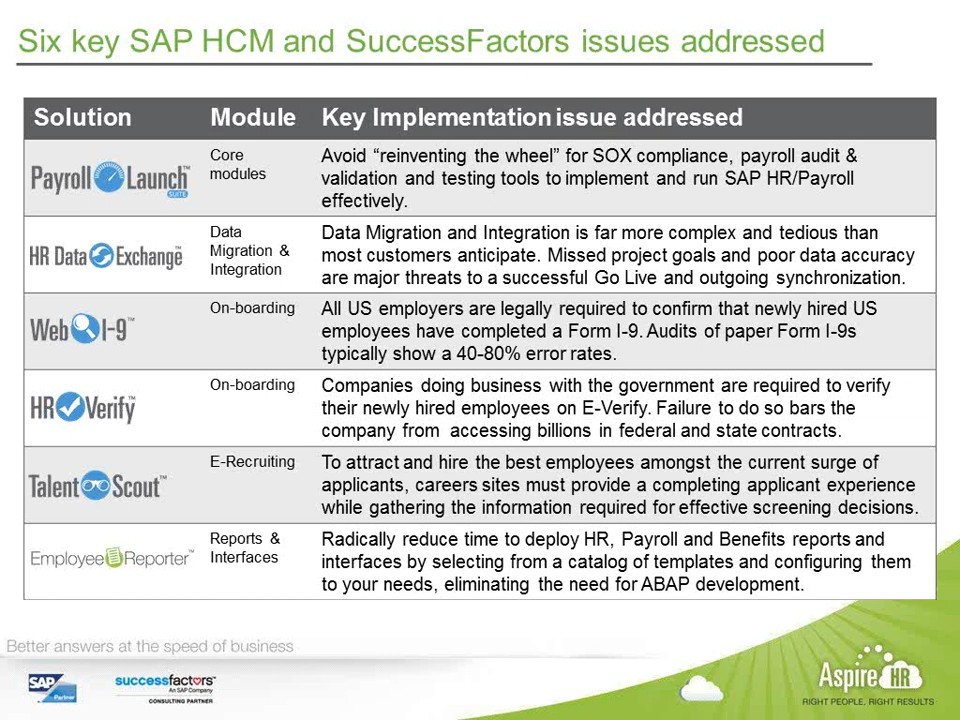 Six key SAP HCM and SuccessFactors issues addressed
Solution Module Key Implementation issue addressed
Payroll Launch™ SUITE
Core
modules
Avoid “reinventing the wheel” for SOX compliance, payroll audit &
validation and testing tools to implement and run SAP HR/Payroll
effectively.
HR Data Exchange™
Data
Migration &
Integration
Data Migration and Integration is far more complex and tedious than
most customers anticipate. Missed project goals and poor data accuracy
are major threats to a successful Go Live and outgoing synchronization.
Web I-9™
On-boarding
All US employers are legally required to confirm that newly hired US
employees have completed a Form I-9. Audits of paper Form I-9s
typically show a 40-80% error rates.
HR Verify™
On-boarding
Companies doing business with the government are required to verify
their newly hired employees on E-Verify. Failure to do so bars the
company from accessing billions in federal and state contracts.
Talent Scout™
E-Recruiting
To attract and hire the best employees amongst the current surge of
applicants, careers sites must provide a completing applicant experience
while gathering the information required for effective screening decisions.
Employee Reporter™
Reports &
Interfaces
Radically reduce time to deploy HR, Payroll and Benefits reports and
interfaces by selecting from a catalog of templates and configuring them
to your needs, eliminating the need for ABAP development.
Better answers at the speed of business
SAP
Partner
successfactors™
An SAP Company
CONSULTING PARTNER
Aspire HR
RIGHT PEOPLE, RIGHT RESULTS